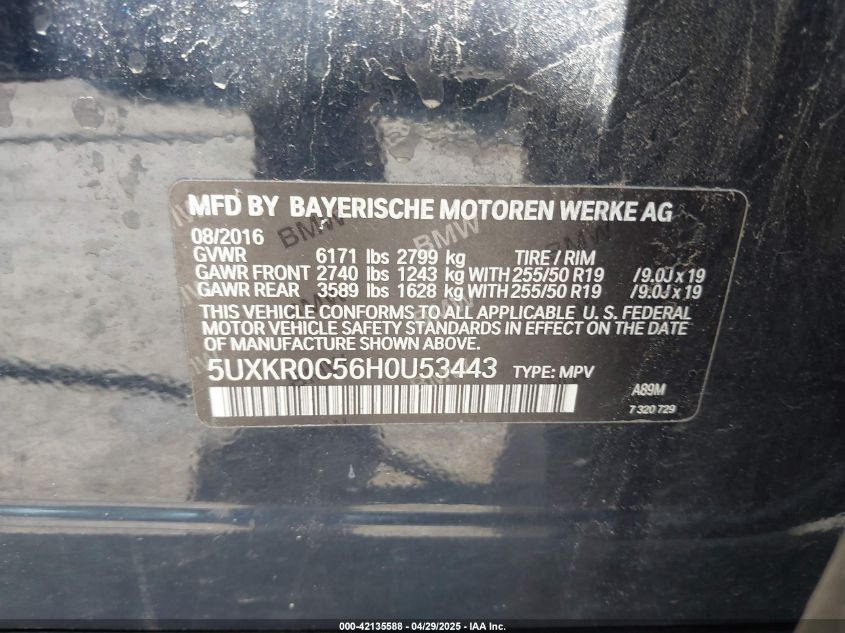 MFD BY BAYERISCHE MOTOREN WERKE AG
08/2016
GVWR 6171 lbs 2799 kg TIRE / RIM
GAWR FRONT 2740 lbs 1243 kg WITH 255/50 R19 /9.0J x 19
GAWR REAR 3589 lbs 1628 kg WITH 255/50 R19 /9.0J x 19
THIS VEHICLE CONFORMS TO ALL APPLICABLE U. S. FEDERAL
MOTOR VEHICLE SAFETY STANDARDS IN EFFECT ON THE DATE
OF MANUFACTURE SHOWN ABOVE.
5UXKR0C56H0U53443 TYPE: MPV
A89M
7 320 729
000-42135588 - 04/29/2025 - IAA Inc.